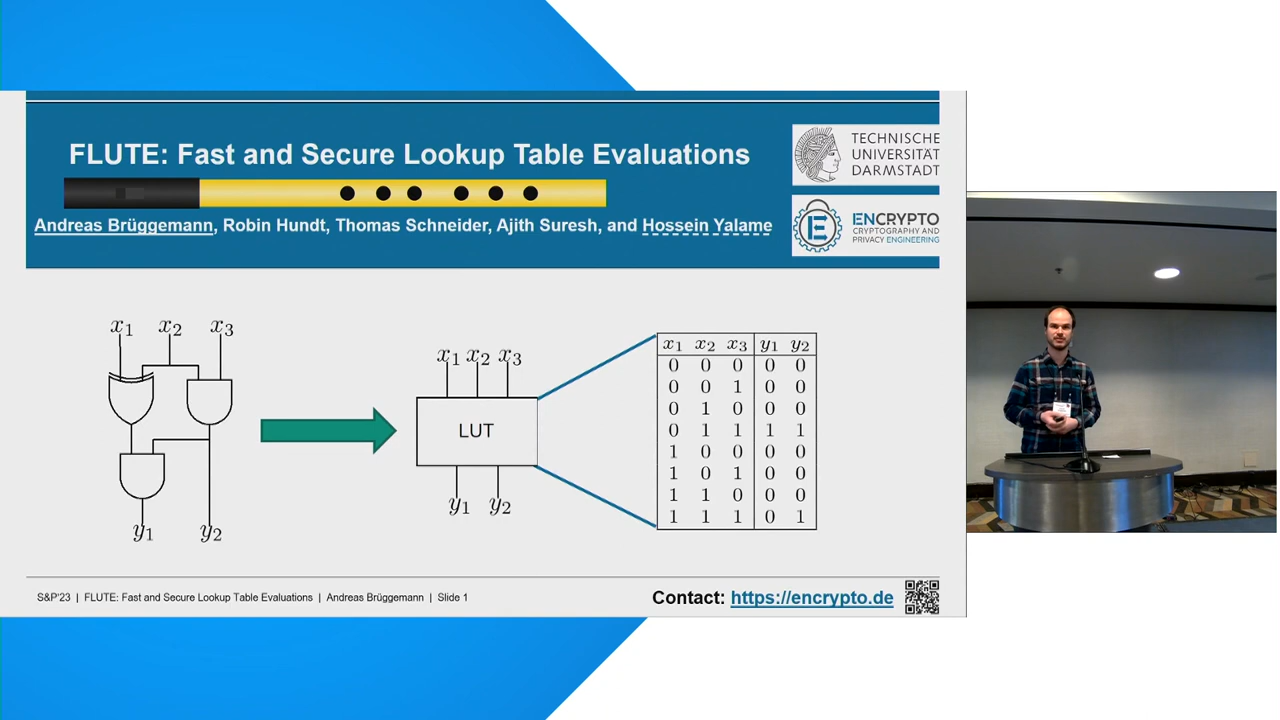 FLUTE: Fast and Secure Lookup Table Evaluations
Andreas Brüggemann, Robin Hundt, Thomas Schneider, Ajith Suresh, and Hossein Yalame
TECHNISCHE
UNIVERSITÄT
DARMSTADT
ENCRYPTO
CRYPTOGRAPHY AND
PRIVACY ENGINEERING
x₁ x₂ x₃
y₁ y₂
x₁ x₂ x₃
LUT
y₁ y₂
x₁ x₂ x₃ y₁ y₂
0 0 0 0 0
0 0 1 0 0
0 1 0 0 0
0 1 1 1 1
1 0 0 0 0
1 0 1 0 0
1 1 0 0 0
1 1 1 0 1
S&P'23 | FLUTE: Fast and Secure Lookup Table Evaluations | Andreas Brüggemann | Slide 1
Contact: https://encrypto.de